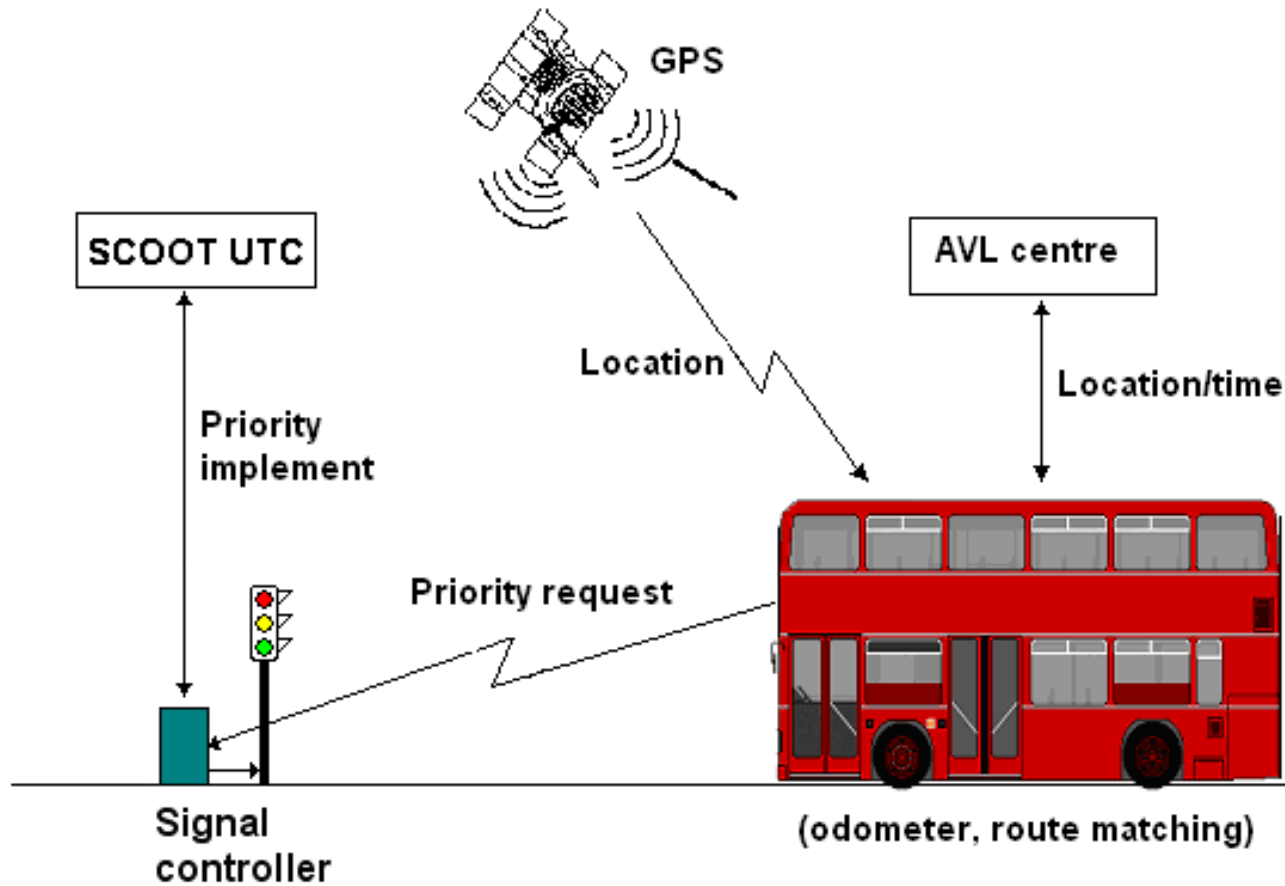 GPS
SCOOT UTC
AVL centre
Location
Location/time
Priority
implement
Priority request
Signal
controller
(odometer, route matching)